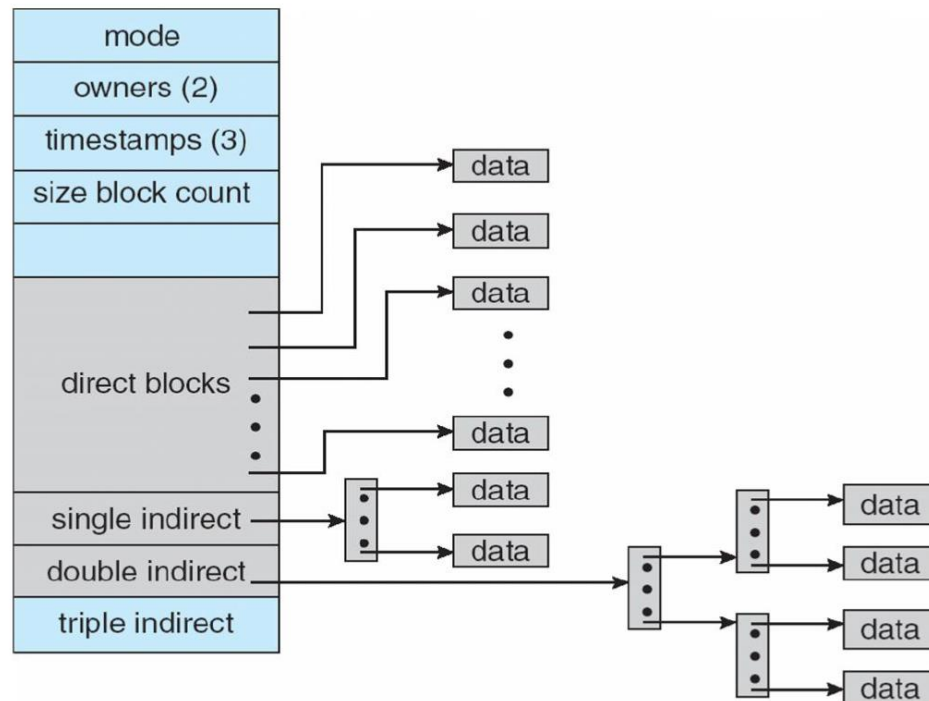 mode
owners (2)
timestamps (3)
size block count
direct blocks
single indirect
double indirect
triple indirect
data
data
data
data
data
data
data
data
data
data